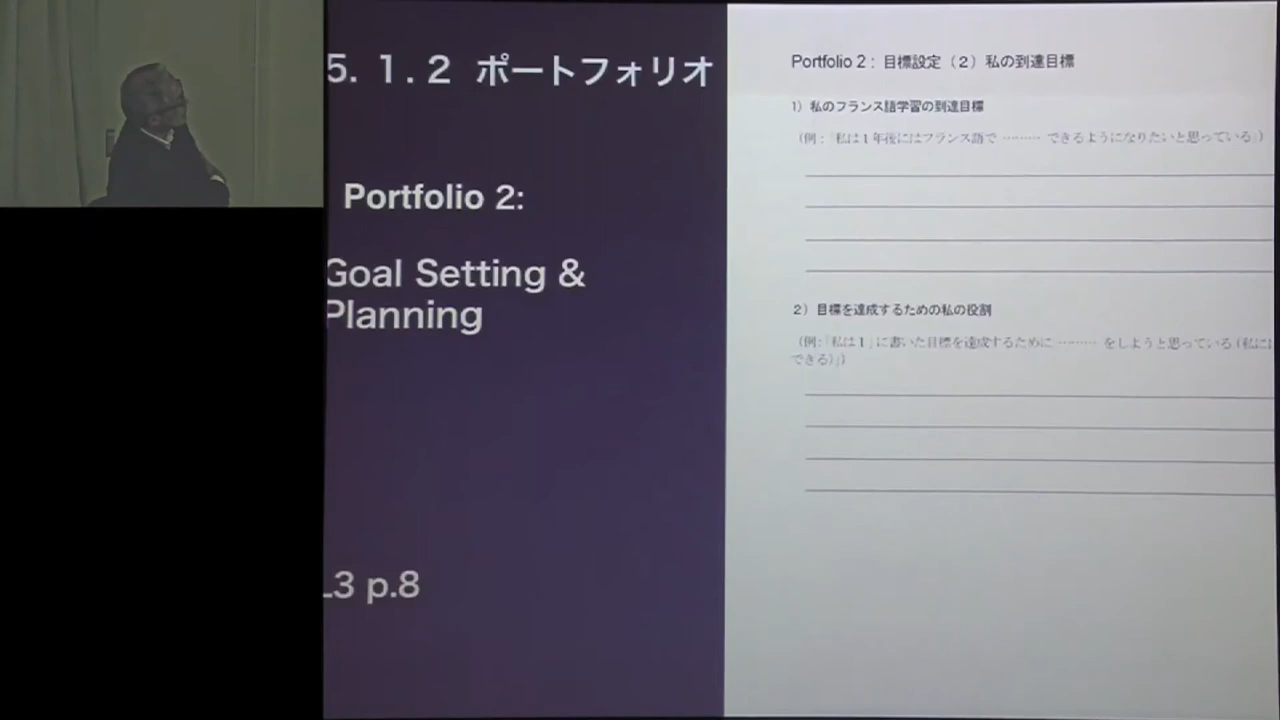 5.1.2 ポートフォリオ
Portfolio 2:
Goal Setting &
Planning
L3 p.8
Portfolio 2 : 目標設定（2）私の到達目標
1）私のフランス語学習の到達目標
（例：「私は1年後にはフランス語で ……… できるようになりたいと思っている」）
2）目標を達成するための私の役割
（例：「私は1」に書いた目標を達成するために ……… をしようと思っている（私には
できる）」）